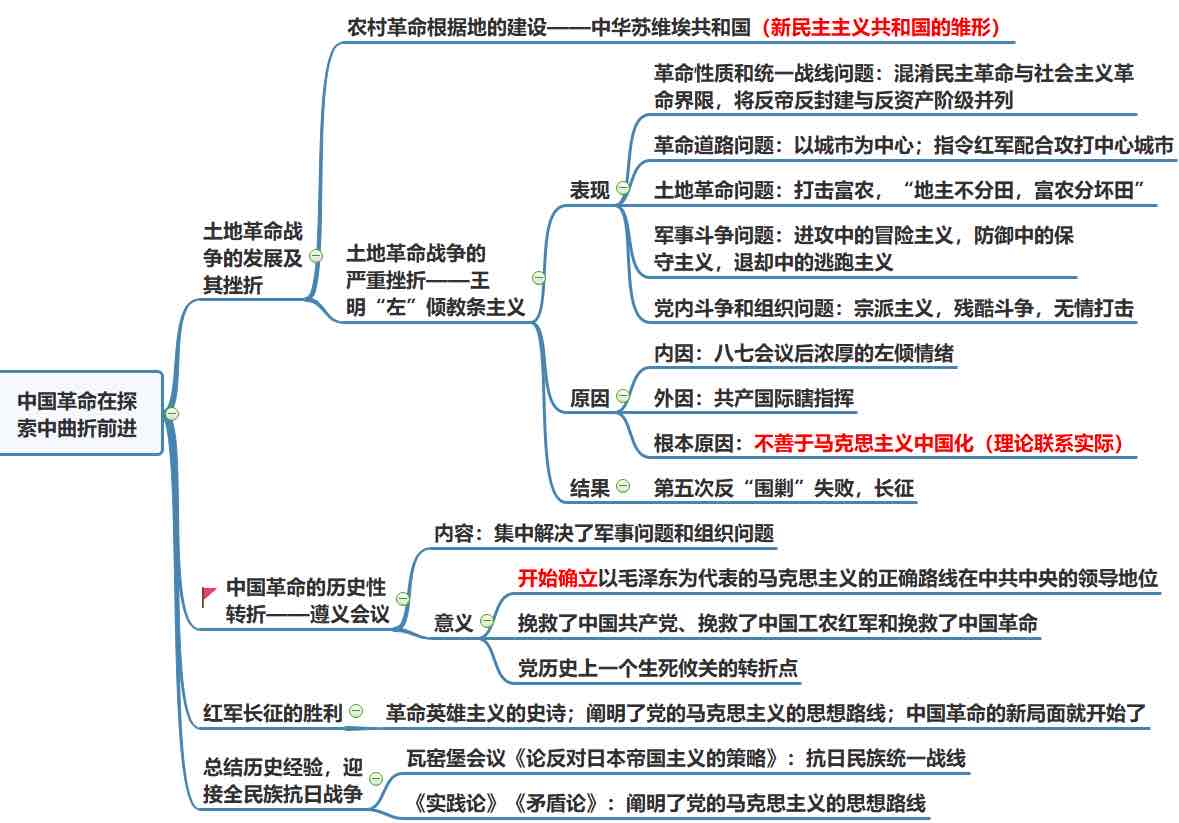 农村革命根据地的建设——中华苏维埃共和国（新民主主义共和国的雏形）
革命性质和统一战线问题：混淆民主革命与社会主义革
命界限，将反帝反封建与反资产阶级并列
革命道路问题：以城市为中心；指令红军配合攻打中心城市
表现
土地革命问题：打击富农，“地主不分田，富农分坏田”
土地革命战
争的发展及
其挫折
土地革命战争的
严重挫折——王
明“左”倾教条主义
军事斗争问题：进攻中的冒险主义，防御中的保
守主义，退却中的逃跑主义
党内斗争和组织问题：宗派主义，残酷斗争，无情打击
内因：八七会议后浓厚的左倾情绪
原因
外因：共产国际瞎指挥
根本原因：不善于马克思主义中国化（理论联系实际）
结果
第五次反“围剿”失败，长征
中国革命在探
索中曲折前进
内容：集中解决了军事问题和组织问题
中国革命的历史性
转折——遵义会议
开始确立以毛泽东为代表的马克思主义的正确路线在中共中央的领导地位
意义
挽救了中国共产党、挽救了中国工农红军和挽救了中国革命
党历史上一个生死攸关的转折点
红军长征的胜利
革命英雄主义的史诗；阐明了党的马克思主义的思想路线；中国革命的新局面就开始了
总结历史经验，迎
接全民族抗日战争
瓦窑堡会议《论反对日本帝国主义的策略》：抗日民族统一战线
《实践论》《矛盾论》：阐明了党的马克思主义的思想路线